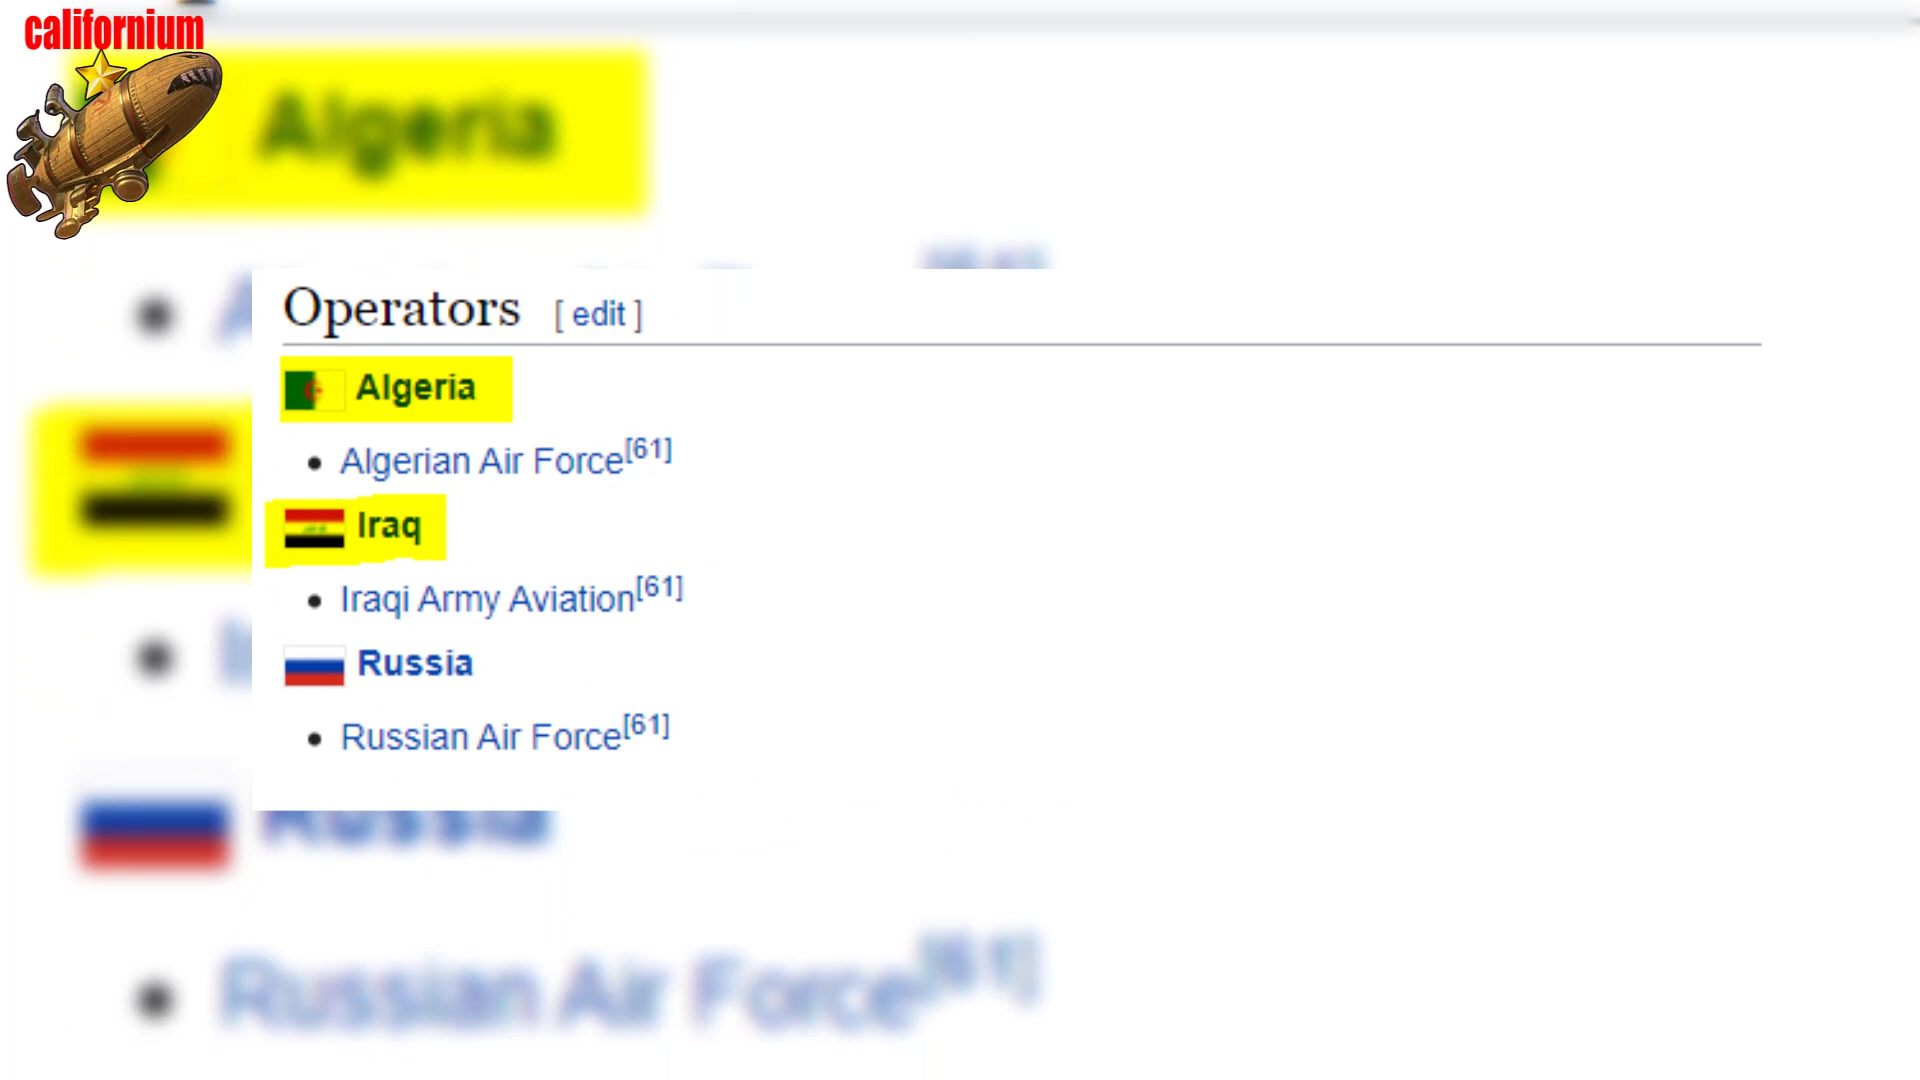 californium
Algeria
Operators [ edit ]
Algeria
Algerian Air Force[61]
Iraq
Iraqi Army Aviation[61]
Russia
Russian Air Force[61]
Russia
Russian Air Force[61]